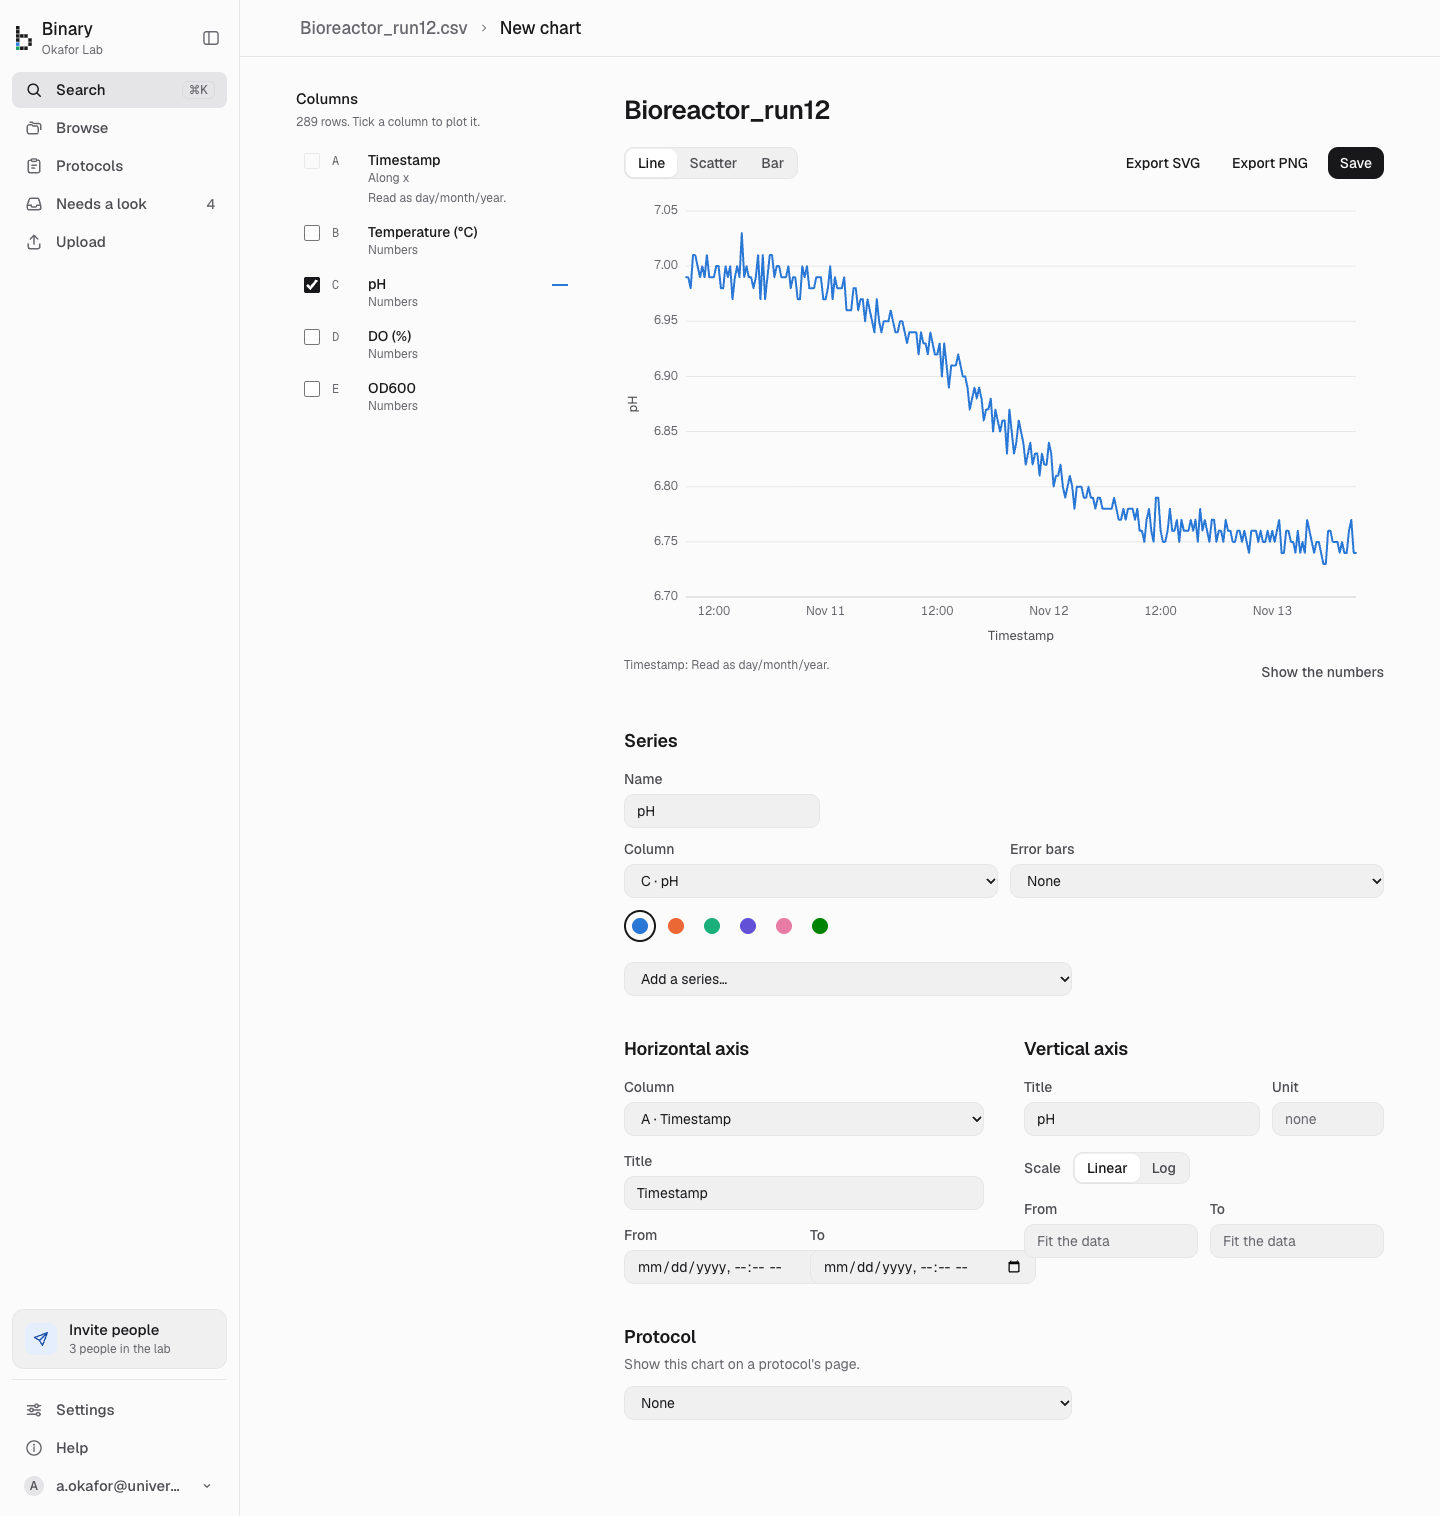 Binary
Okafor Lab
Search ⌘K
Browse
Protocols
Needs a look 4
Upload
Invite people
3 people in the lab
Settings
Help
A a.okafor@univer...
Bioreactor_run12.csv › New chart
Columns
289 rows. Tick a column to plot it.
A Timestamp
Along x
Read as day/month/year.
B Temperature (°C)
Numbers
C pH
Numbers
D DO (%)
Numbers
E OD600
Numbers
Bioreactor_run12
Line Scatter Bar
Export SVG Export PNG Save
7.05
7.00
6.95
6.90
6.85
6.80
6.75
6.70
pH
12:00 Nov 11 12:00 Nov 12 12:00 Nov 13
Timestamp
Timestamp: Read as day/month/year.
Show the numbers
Series
Name
pH
Column Error bars
C · pH None
Add a series...
Horizontal axis
Column
A · Timestamp
Title
Timestamp
From To
mm/dd/yyyy, --:-- -- mm/dd/yyyy, --:-- --
Vertical axis
Title Unit
pH none
Scale Linear Log
From To
Fit the data Fit the data
Protocol
Show this chart on a protocol's page.
None